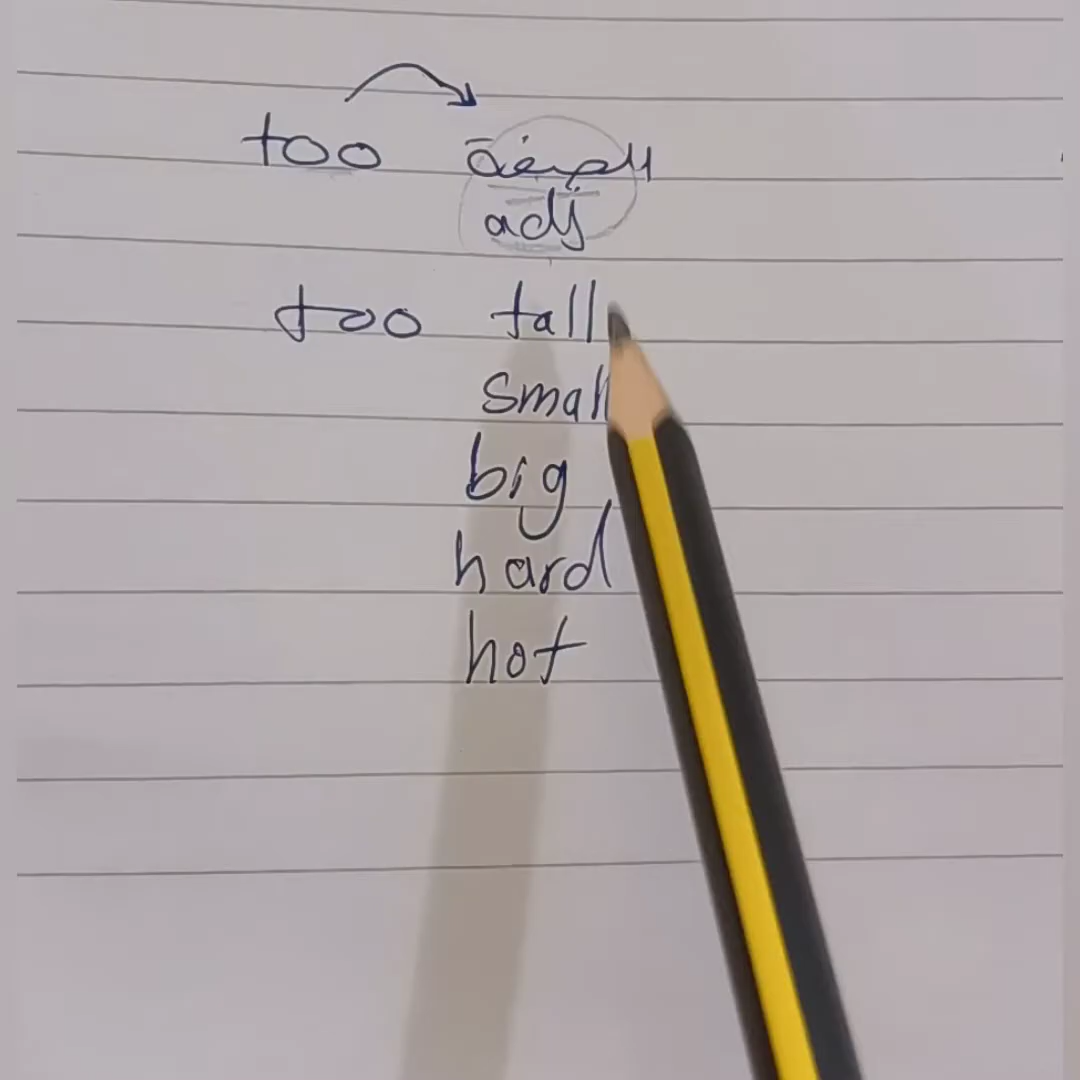 too الصفة
adj
too tall
small
big
hard
hot